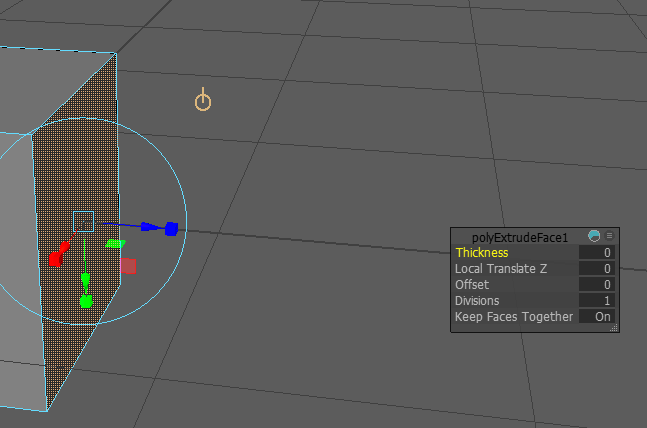 polyExtrudeFace1
Thickness 0
Local Translate Z 0
Offset 0
Divisions 1
Keep Faces Together On